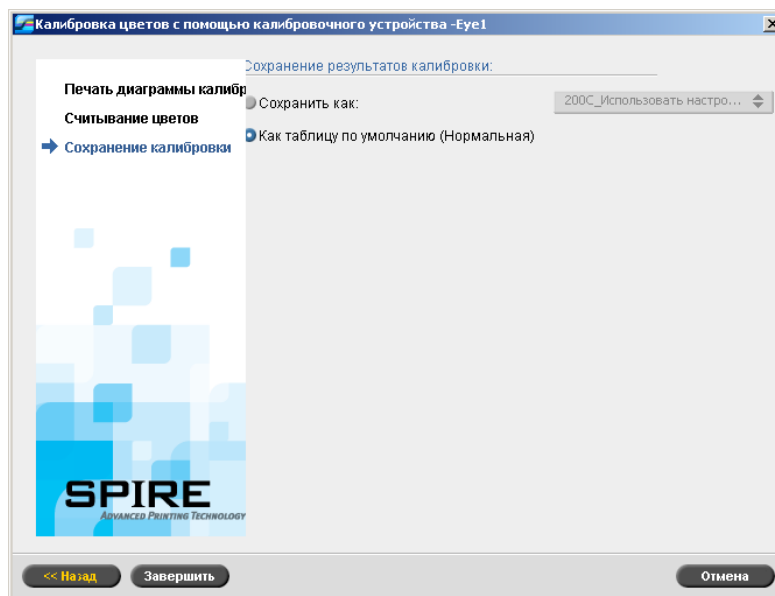 Калибровка цветов с помощью калибровочного устройства -Eye1
Печать диаграммы калибр
Считывание цветов
Сохранение калибровки
Сохранение результатов калибровки:
Сохранить как:
200C_Использовать настро...
Как таблицу по умолчанию (Нормальная)
SPIRE
ADVANCED PRINTING TECHNOLOGY
<< Назад
Завершить
Отмена